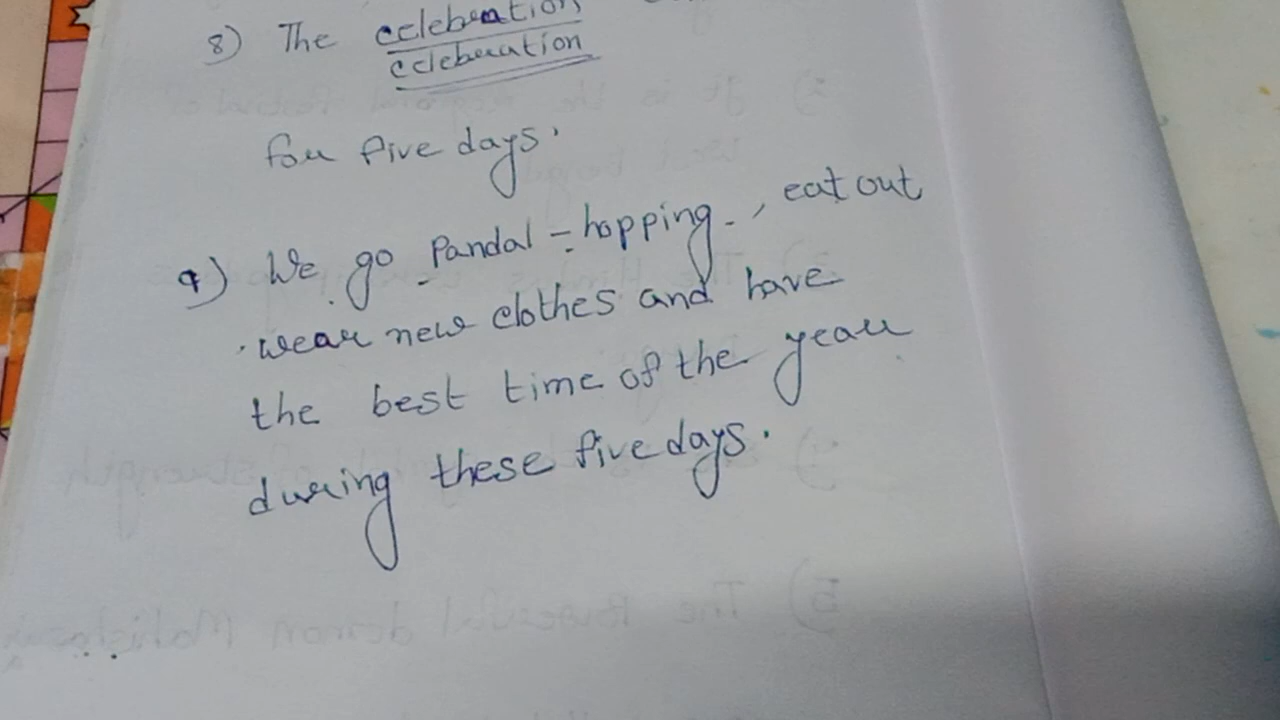 8) The celebration
celebration
for five days.
9) We go Pandal-hopping, eat out
wear new clothes and have
the best time of the year
during these five days.